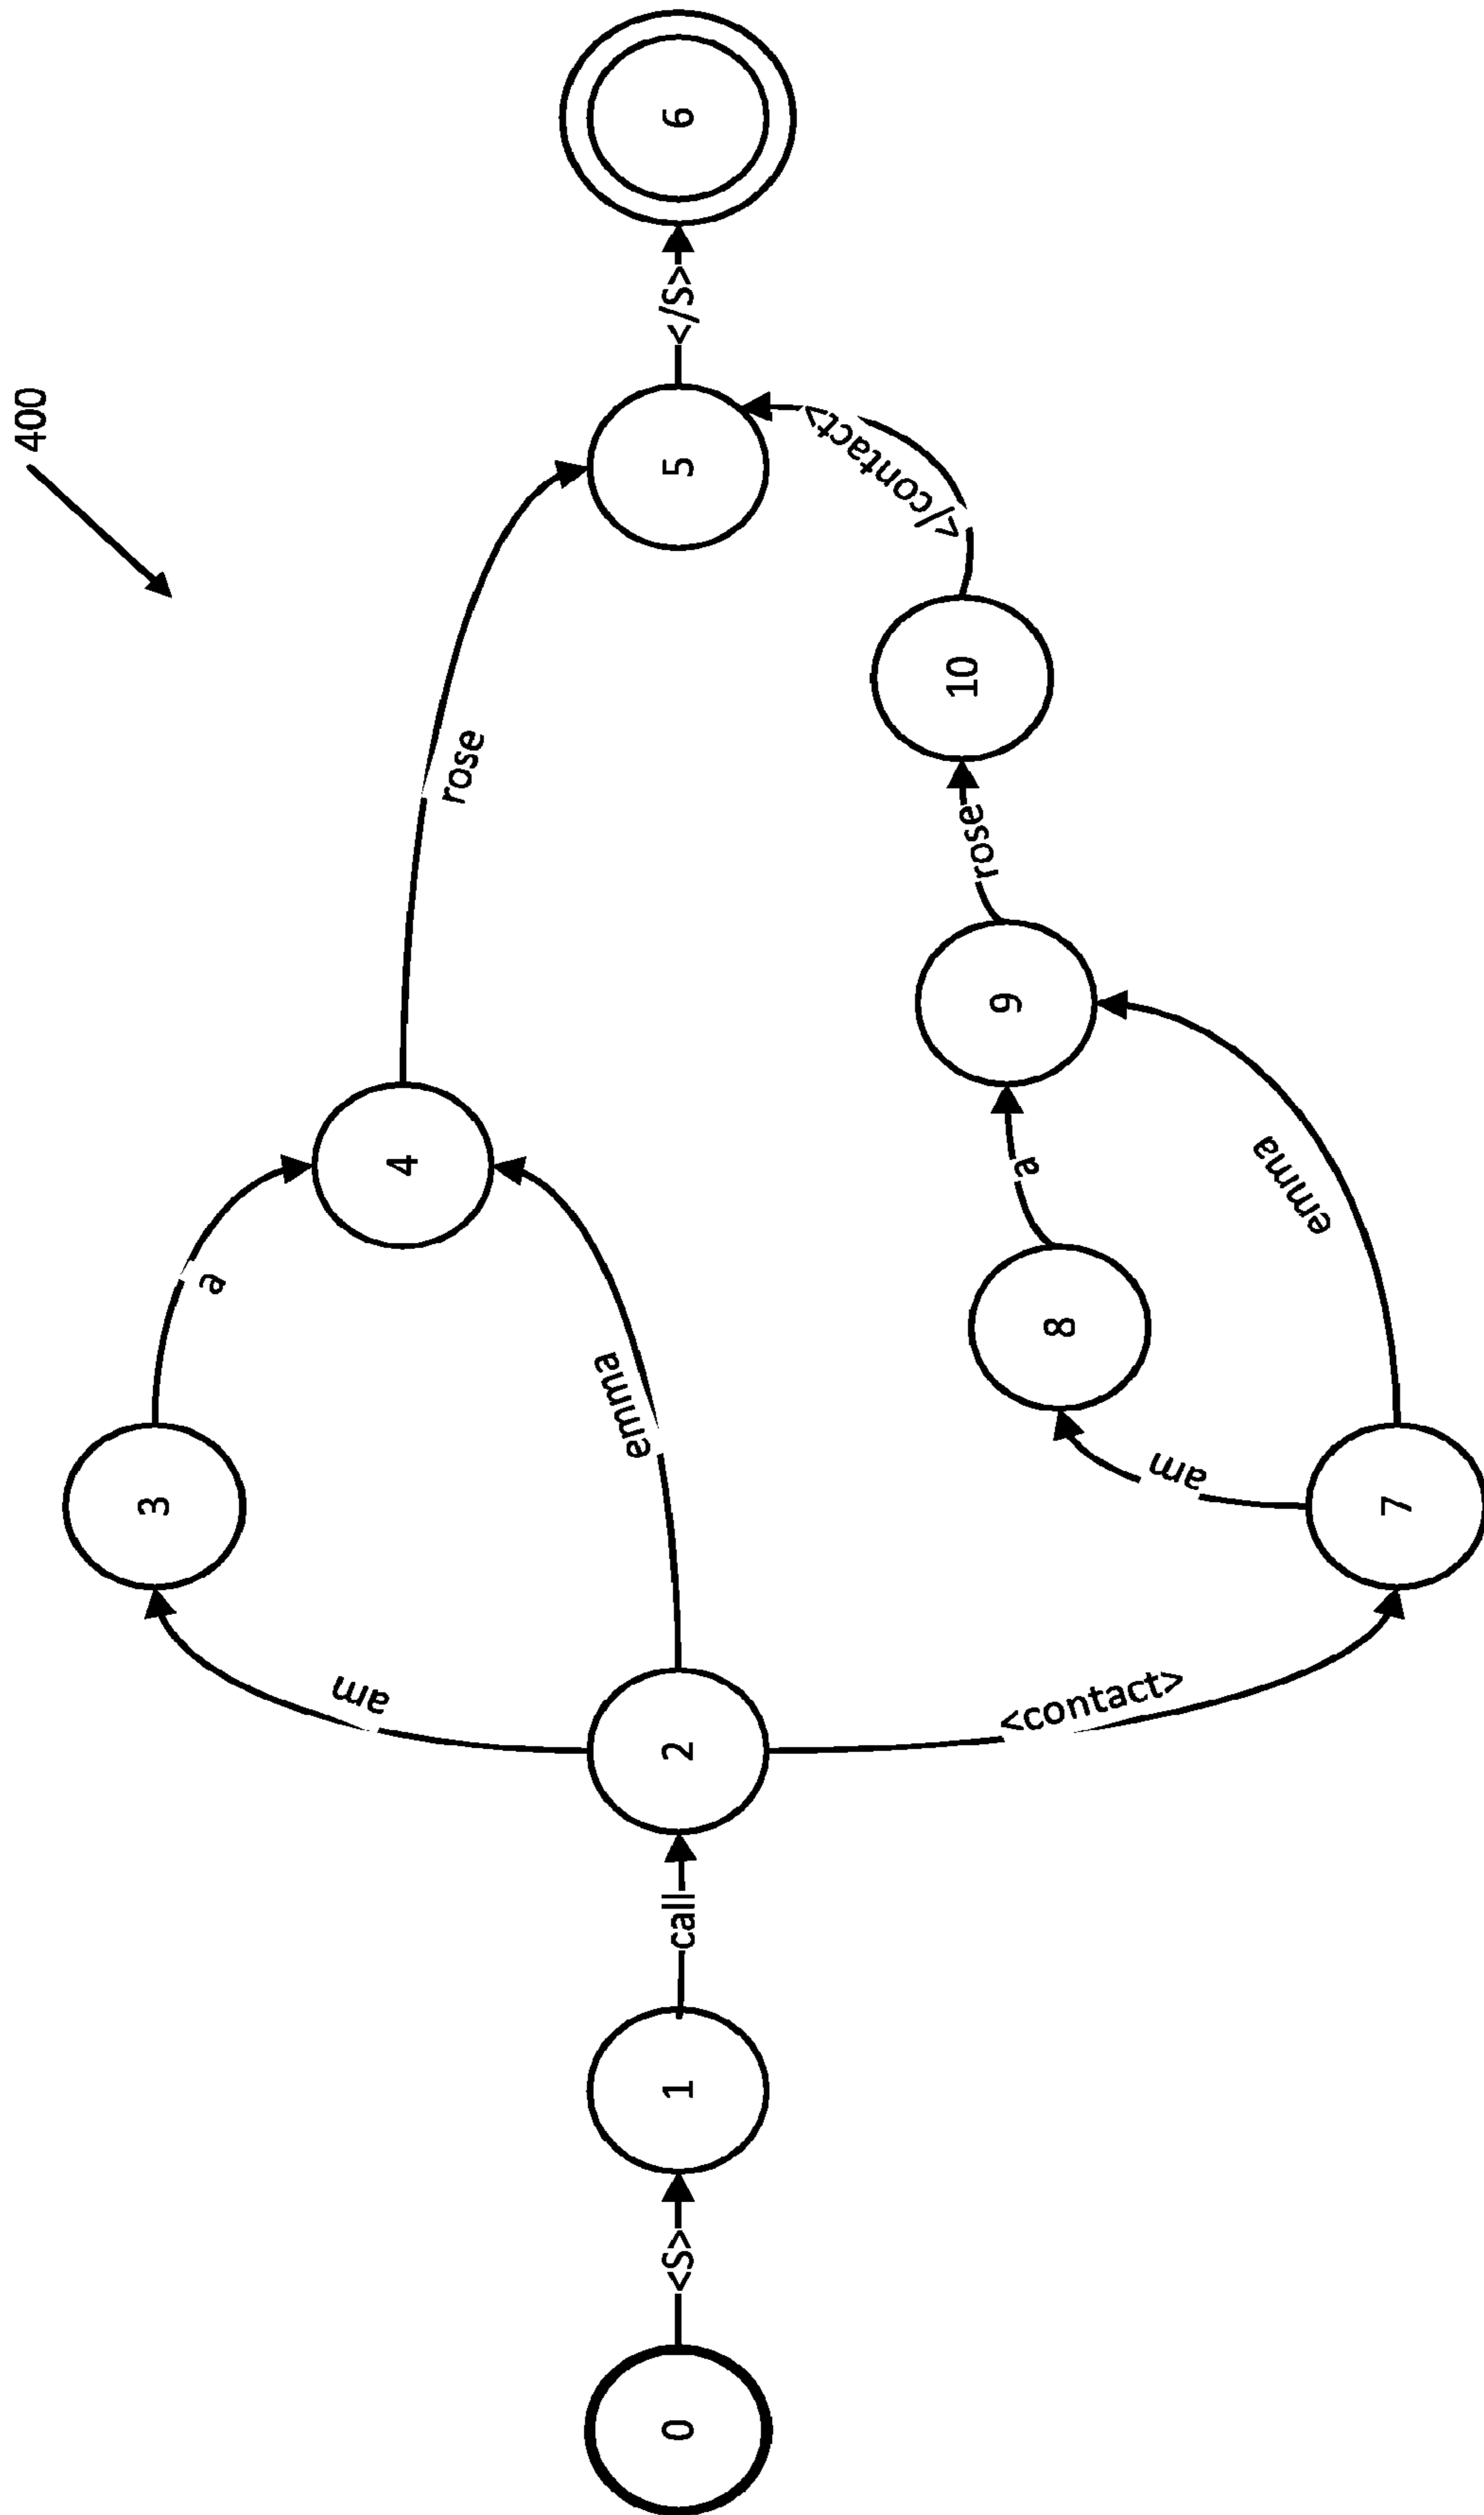 400
0
<S>
1
call
2
am
3
a
4
emma
rose
5
</S>
6
<contact>
7
am
8
a
9
emma
rose
10
</contact>